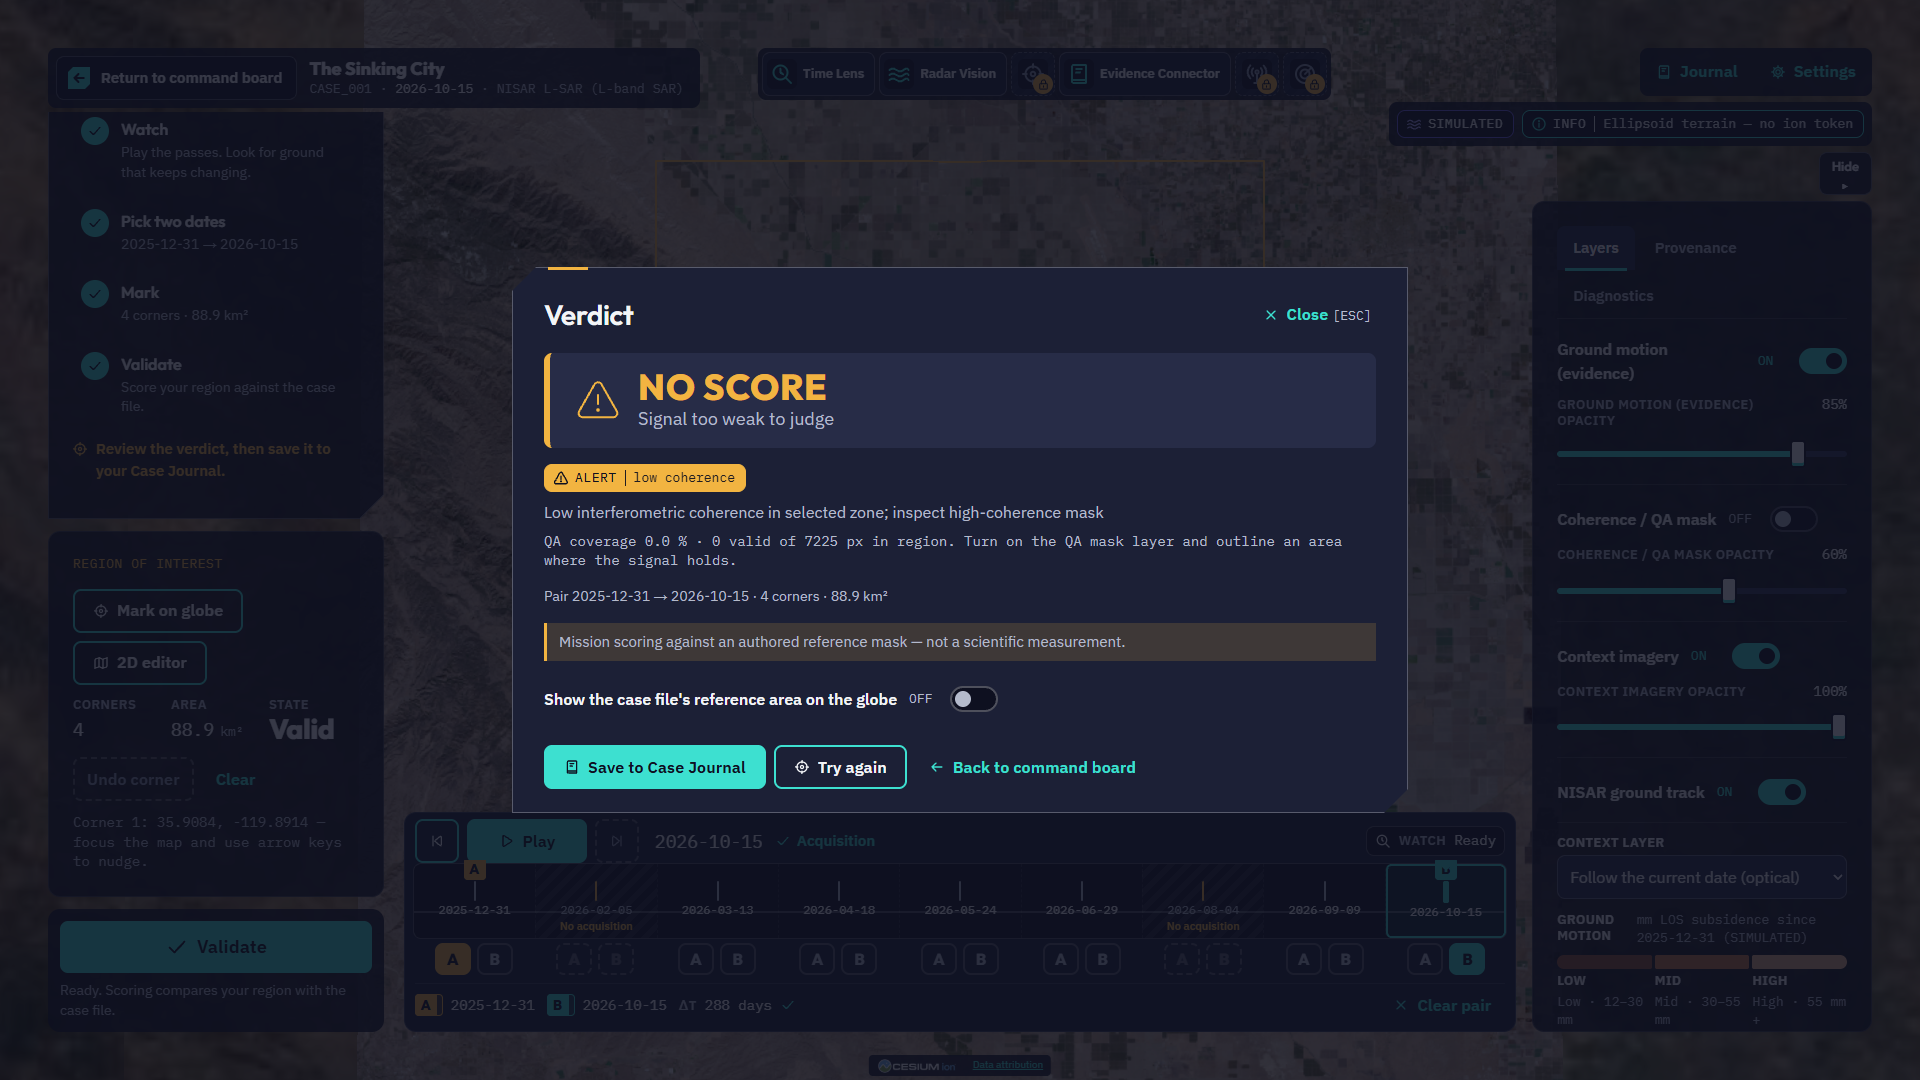 Return to command board
The Sinking City
CASE_001 · 2026-10-15 · NISAR L-SAR (L-band SAR)
Time Lens
Radar Vision
Evidence Connector
Journal
Settings
SIMULATED
INFO | Ellipsoid terrain — no ion token
Hide
Watch
Play the passes. Look for ground
that keeps changing.
Pick two dates
2025-12-31 → 2026-10-15
Mark
4 corners · 88.9 km²
Validate
Score your region against the case
file.
Review the verdict, then save it to
your Case Journal.
REGION OF INTEREST
Mark on globe
2D editor
CORNERS AREA STATE
4 88.9 km² Valid
Undo corner Clear
Corner 1: 35.9084, -119.8914 —
focus the map and use arrow keys
to nudge.
Validate
Ready. Scoring compares your region with the
case file.
Verdict
Close [ESC]
NO SCORE
Signal too weak to judge
ALERT | low coherence
Low interferometric coherence in selected zone; inspect high-coherence mask
QA coverage 0.0 % · 0 valid of 7225 px in region. Turn on the QA mask layer and outline an area
where the signal holds.
Pair 2025-12-31 → 2026-10-15 · 4 corners · 88.9 km²
Mission scoring against an authored reference mask — not a scientific measurement.
Show the case file's reference area on the globe OFF
Save to Case Journal
Try again
Back to command board
Play
2026-10-15
Acquisition
WATCH Ready
A B
2025-12-31 2026-02-05 2026-03-13 2026-04-18 2026-05-24 2026-06-29 2026-08-04 2026-09-09 2026-10-15
No acquisition No acquisition
A B A B A B A B A B A B A B A B A B
A 2025-12-31 B 2026-10-15 ΔT 288 days
Clear pair
CESIUM ion Data attribution
Layers Provenance
Diagnostics
Ground motion
(evidence)
ON
GROUND MOTION (EVIDENCE)
OPACITY
85%
Coherence / QA mask OFF
COHERENCE / QA MASK OPACITY 60%
Context imagery ON
CONTEXT IMAGERY OPACITY 100%
NISAR ground track ON
CONTEXT LAYER
Follow the current date (optical)
GROUND
MOTION
mm LOS subsidence since
2025-12-31 (SIMULATED)
LOW MID HIGH
Low · 12–30
mm
Mid · 30–55
mm
High · 55 mm
+